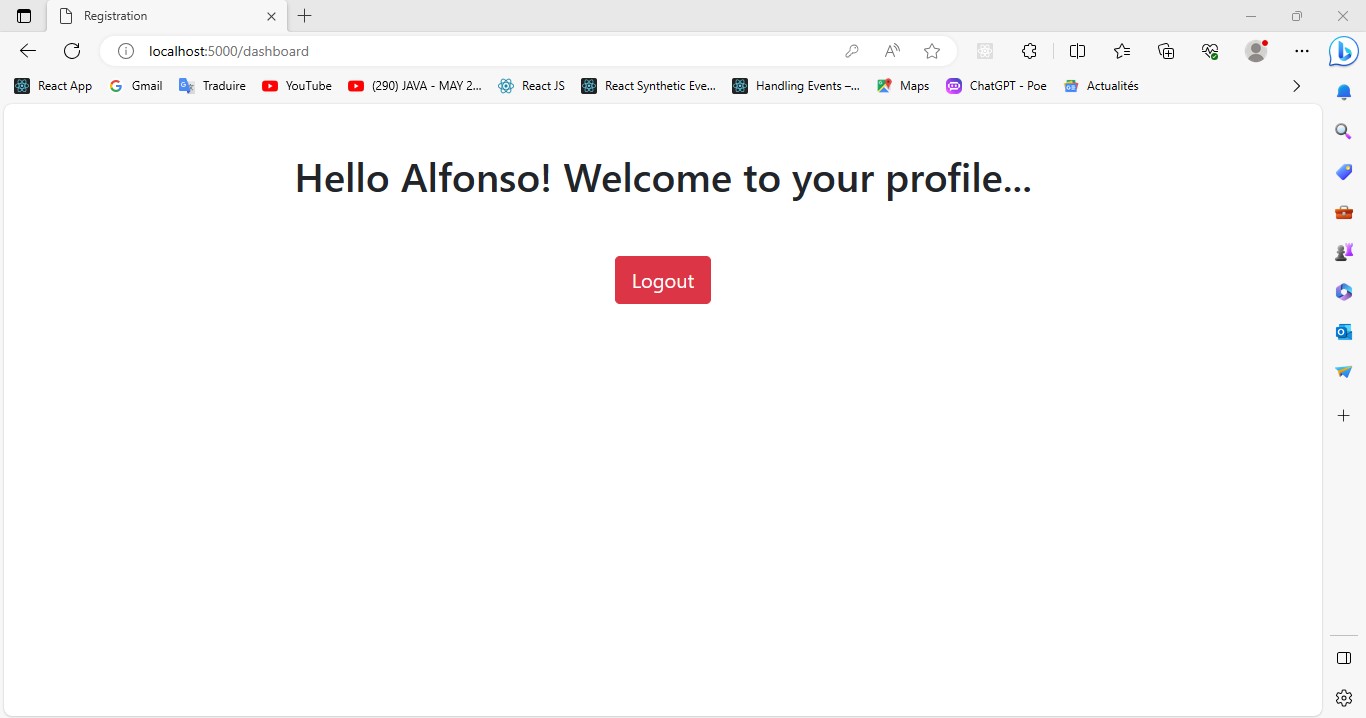 Registration
localhost:5000/dashboard
React App Gmail Traduire YouTube (290) JAVA - MAY 2... React JS React Synthetic Eve... Handling Events –... Maps ChatGPT - Poe Actualités
Hello Alfonso! Welcome to your profile...
Logout